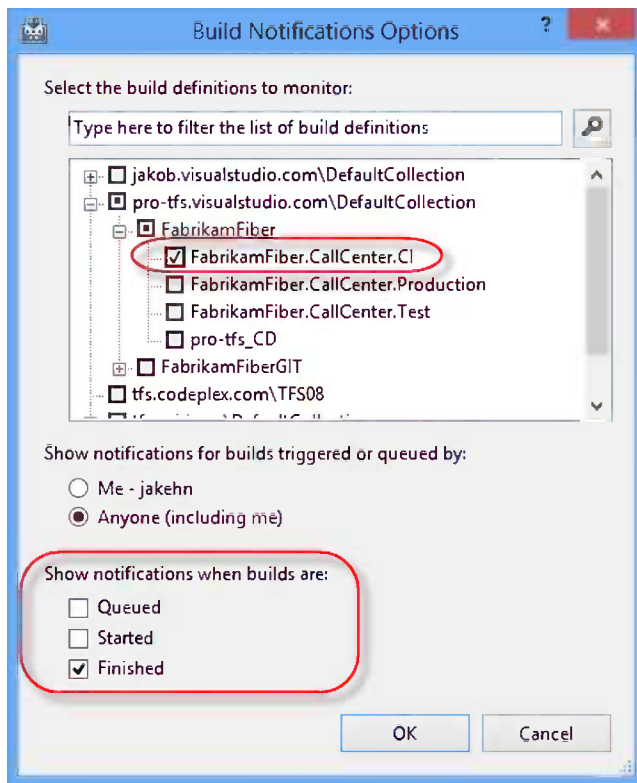 Build Notifications Options ?
Select the build definitions to monitor:
Type here to filter the list of build definitions
jakob.visualstudio.com\DefaultCollection
pro-tfs.visualstudio.com\DefaultCollection
FabrikamFiber
FabrikamFiber.CallCenter.CI
FabrikamFiber.CallCenter.Production
FabrikamFiber.CallCenter.Test
pro-tfs_CD
FabrikamFiberGIT
tfs.codeplex.com\TFS08
Show notifications for builds triggered or queued by:
Me - jakehn
Anyone (including me)
Show notifications when builds are:
Queued
Started
Finished
OK Cancel